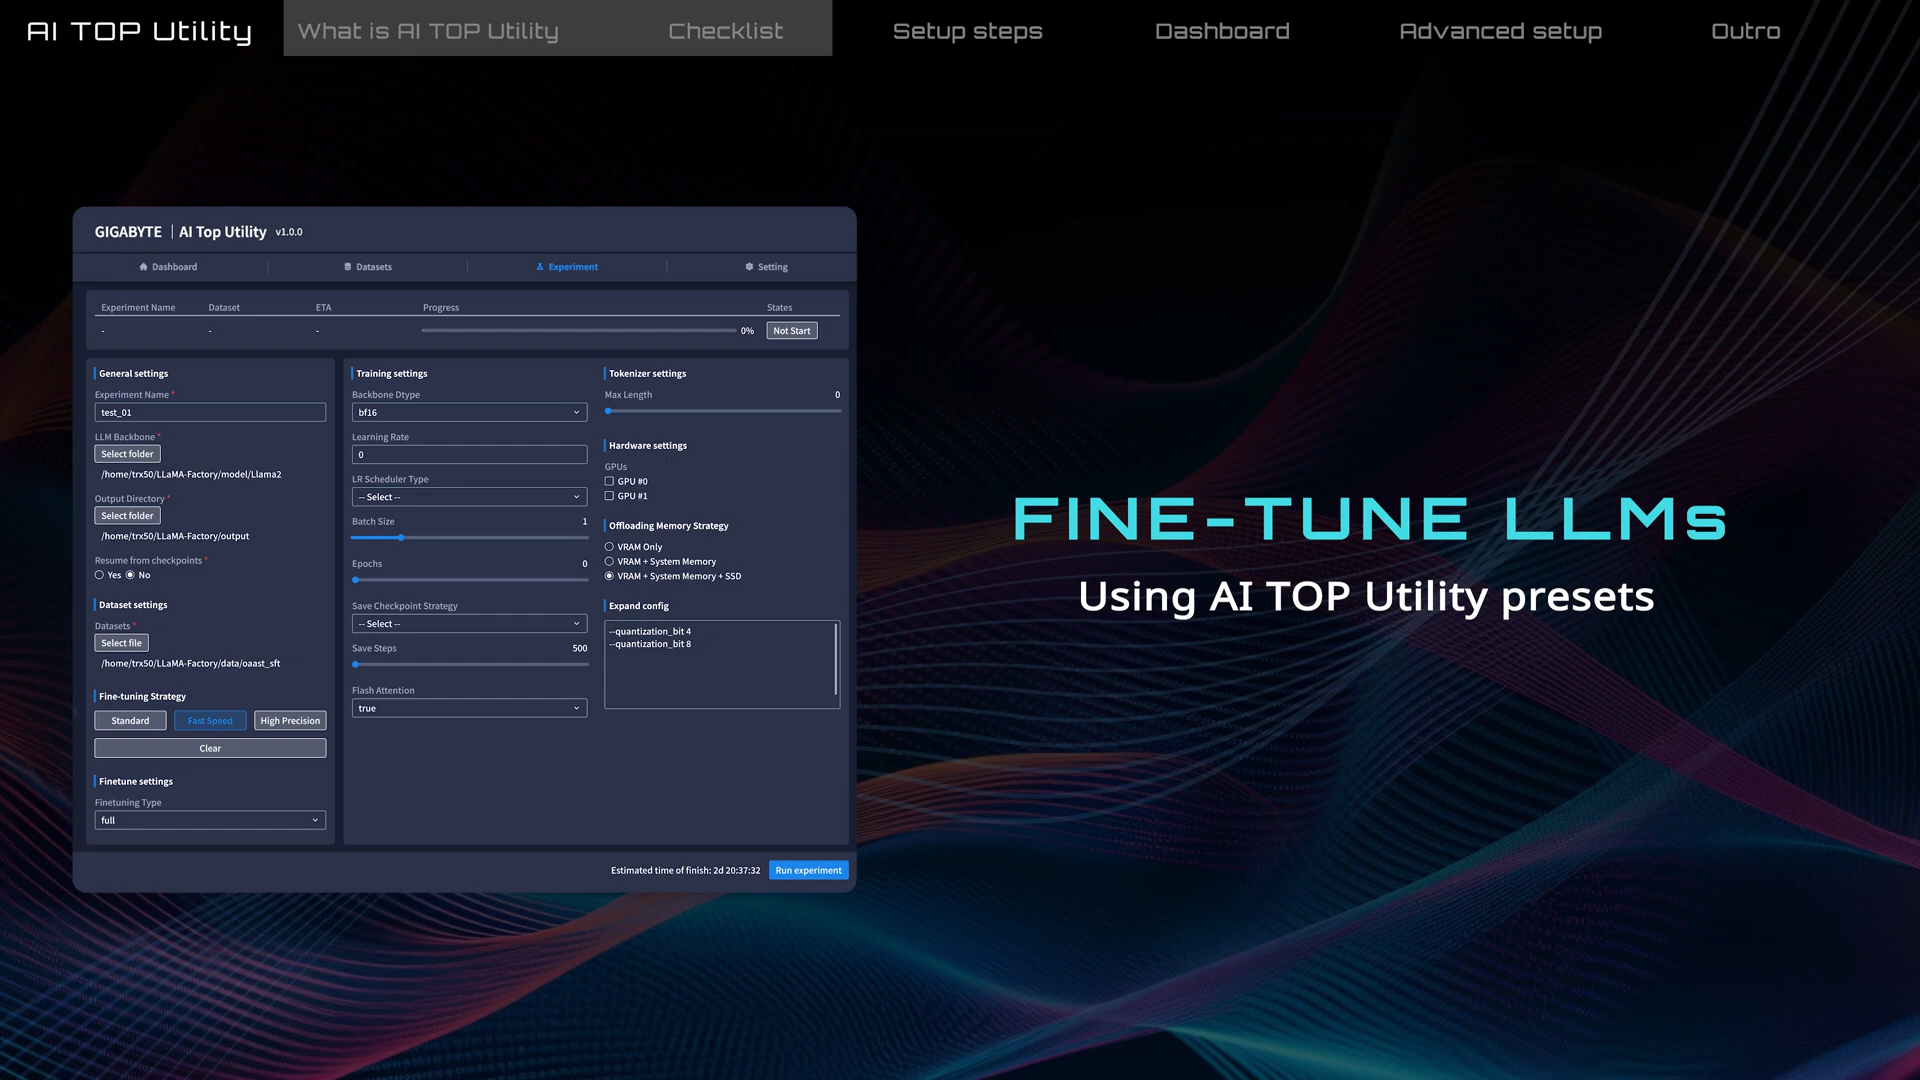 AI TOP Utility
What is AI TOP Utility
Checklist
Setup steps
Dashboard
Advanced setup
Outro
GIGABYTE | AI Top Utility v1.0.0
Dashboard
Datasets
Experiment
Setting
Experiment Name Dataset ETA Progress States
- - - 0% Not Start
General settings
Experiment Name *
test_01
LLM Backbone *
Select folder
/home/trx50/LLaMA-Factory/model/Llama2
Output Directory *
Select folder
/home/trx50/LLaMA-Factory/output
Resume from checkpoints *
Yes No
Dataset settings
Datasets *
Select file
/home/trx50/LLaMA-Factory/data/oaast_sft
Fine-tuning Strategy
Standard Fast Speed High Precision
Clear
Finetune settings
Finetuning Type
full
Training settings
Backbone Dtype
bf16
Learning Rate
0
LR Scheduler Type
-- Select --
Batch Size 1
Epochs 0
Save Checkpoint Strategy
-- Select --
Save Steps 500
Flash Attention
true
Tokenizer settings
Max Length 0
Hardware settings
GPUs
GPU #0
GPU #1
Offloading Memory Strategy
VRAM Only
VRAM + System Memory
VRAM + System Memory + SSD
Expand config
--quantization_bit 4
--quantization_bit 8
Estimated time of finish: 2d 20:37:32 Run experiment
FINE-TUNE LLMs
Using AI TOP Utility presets